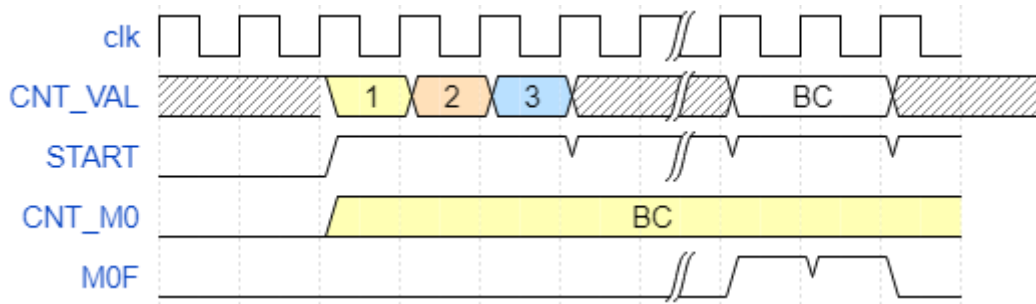 clk
CNT_VAL 1 2 3 BC
START
CNT_M0 BC
M0F